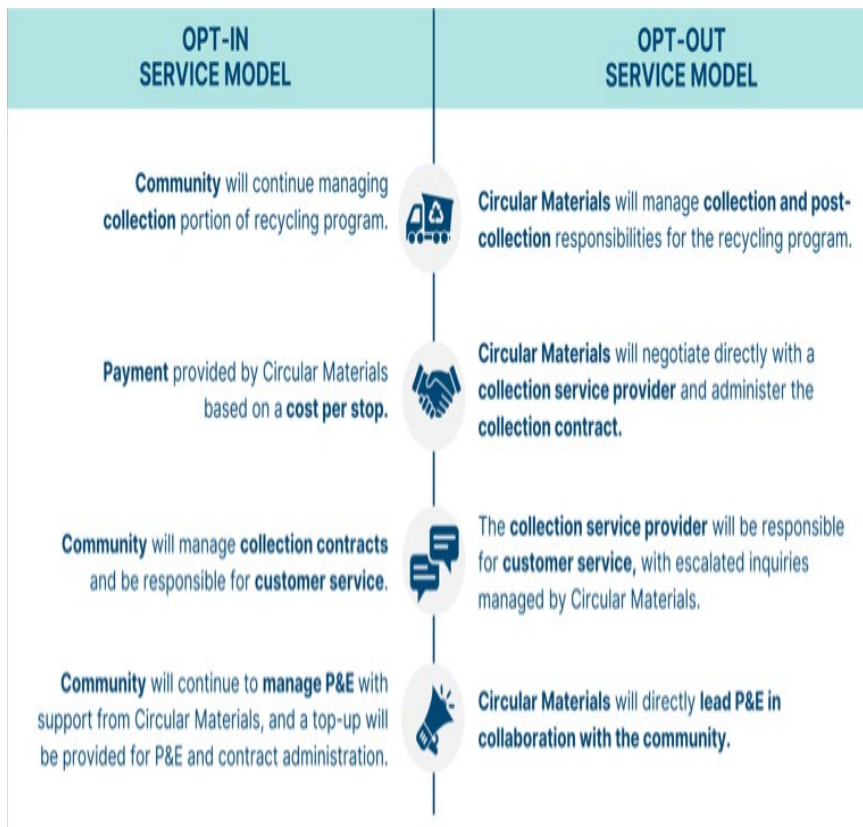 OPT-IN
SERVICE MODEL
OPT-OUT
SERVICE MODEL
Community will continue managing
collection portion of recycling program.
Circular Materials will manage collection and post-
collection responsibilities for the recycling program.
Payment provided by Circular Materials
based on a cost per stop.
Circular Materials will negotiate directly with a
collection service provider and administer the
collection contract.
Community will manage collection contracts
and be responsible for customer service.
The collection service provider will be responsible
for customer service, with escalated inquiries
managed by Circular Materials.
Community will continue to manage P&E with
support from Circular Materials, and a top-up will
be provided for P&E and contract administration.
Circular Materials will directly lead P&E in
collaboration with the community.